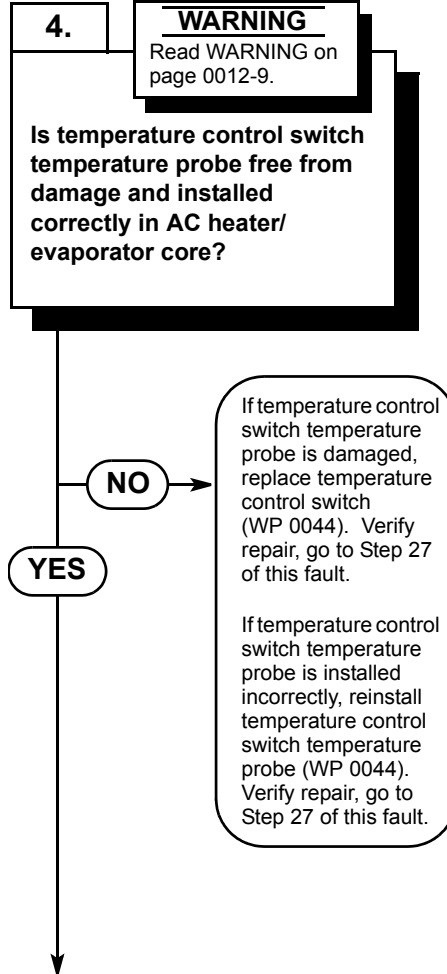 4.
WARNING
Read WARNING on
page 0012-9.
Is temperature control switch
temperature probe free from
damage and installed
correctly in AC heater/
evaporator core?
NO
If temperature control
switch temperature
probe is damaged,
replace temperature
control switch
(WP 0044). Verify
repair, go to Step 27
of this fault.
If temperature control
switch temperature
probe is installed
incorrectly, reinstall
temperature control
switch temperature
probe (WP 0044).
Verify repair, go to
Step 27 of this fault.
YES